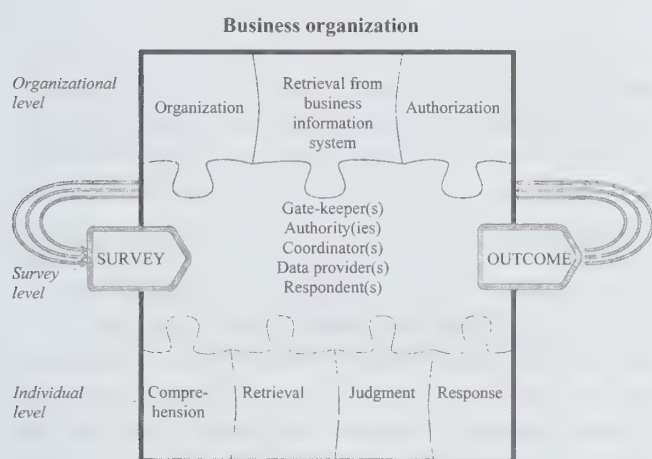 Business organization
Organizational
level
Organization
Retrieval from
business
information
system
Authorization
Gate-keeper(s)
Authority(ies)
Coordinator(s)
Data provider(s)
Respondent(s)
SURVEY
OUTCOME
Survey
level
Individual
level
Compre-
hension
Retrieval
Judgment
Response